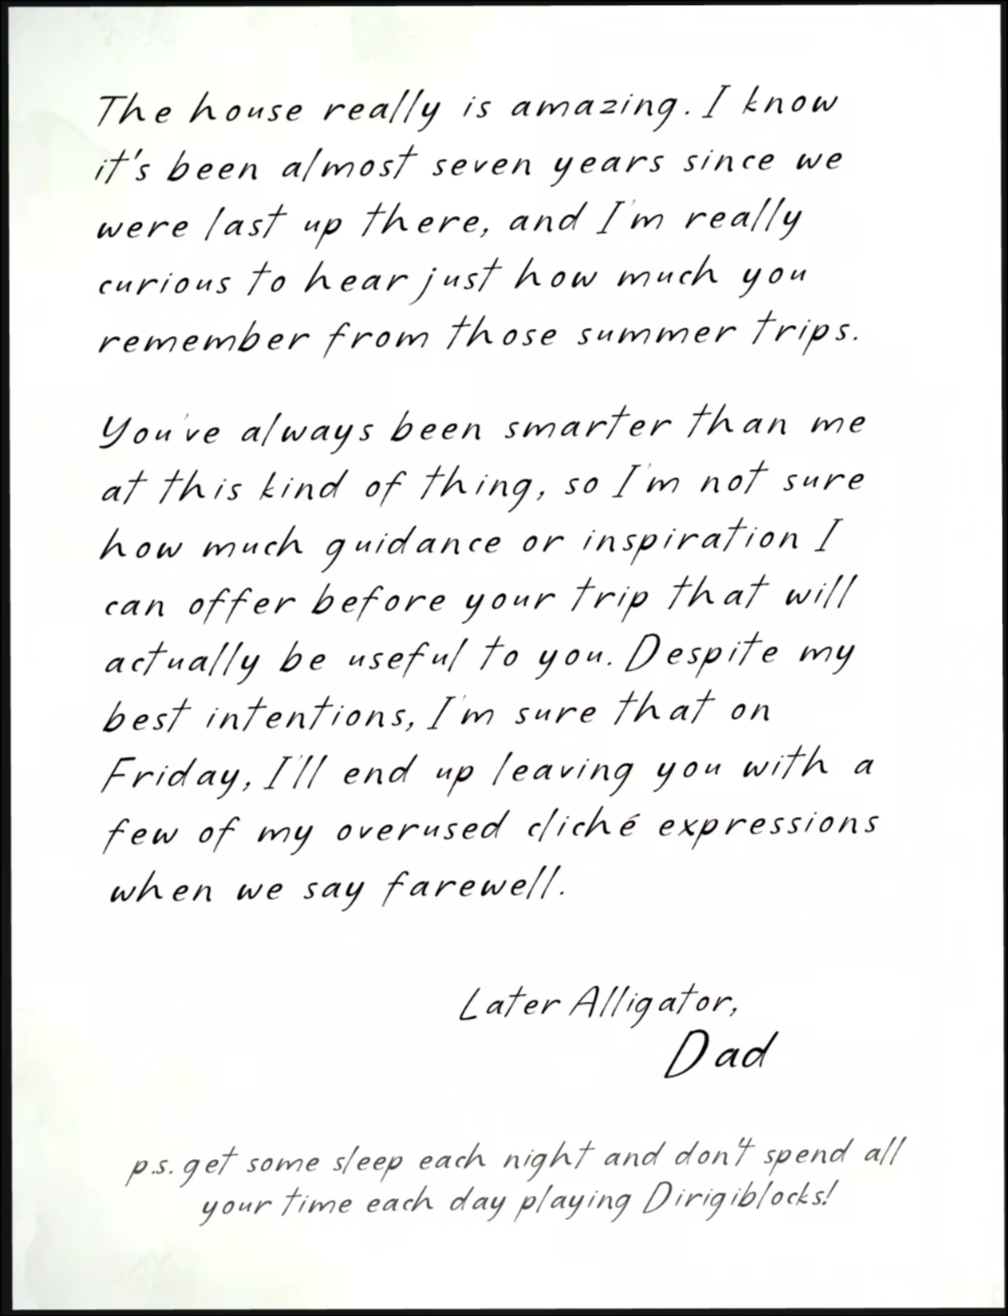 The house really is amazing. I know
it's been almost seven years since we
were last up there, and I'm really
curious to hear just how much you
remember from those summer trips.
You've always been smarter than me
at this kind of thing, so I'm not sure
how much guidance or inspiration I
can offer before your trip that will
actually be useful to you. Despite my
best intentions, I'm sure that on
Friday, I'll end up leaving you with a
few of my overused cliché expressions
when we say farewell.
Later Alligator,
Dad
p.s. get some sleep each night and don't spend all
your time each day playing Dirigiblocks!